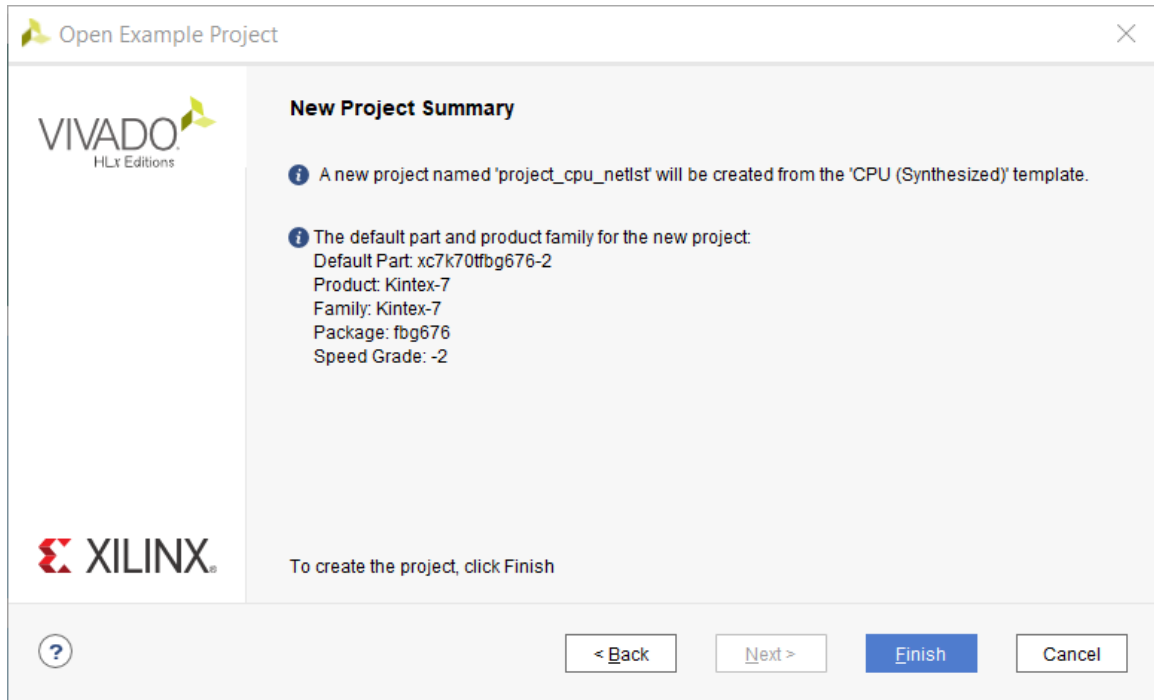 Open Example Project
VIVADO.
HLx Editions
New Project Summary
A new project named 'project_cpu_netlst' will be created from the 'CPU (Synthesized)' template.
The default part and product family for the new project:
Default Part: xc7k70tfbg676-2
Product: Kintex-7
Family: Kintex-7
Package: fbg676
Speed Grade: -2
XILINX®
To create the project, click Finish
?
< Back
Next >
Finish
Cancel